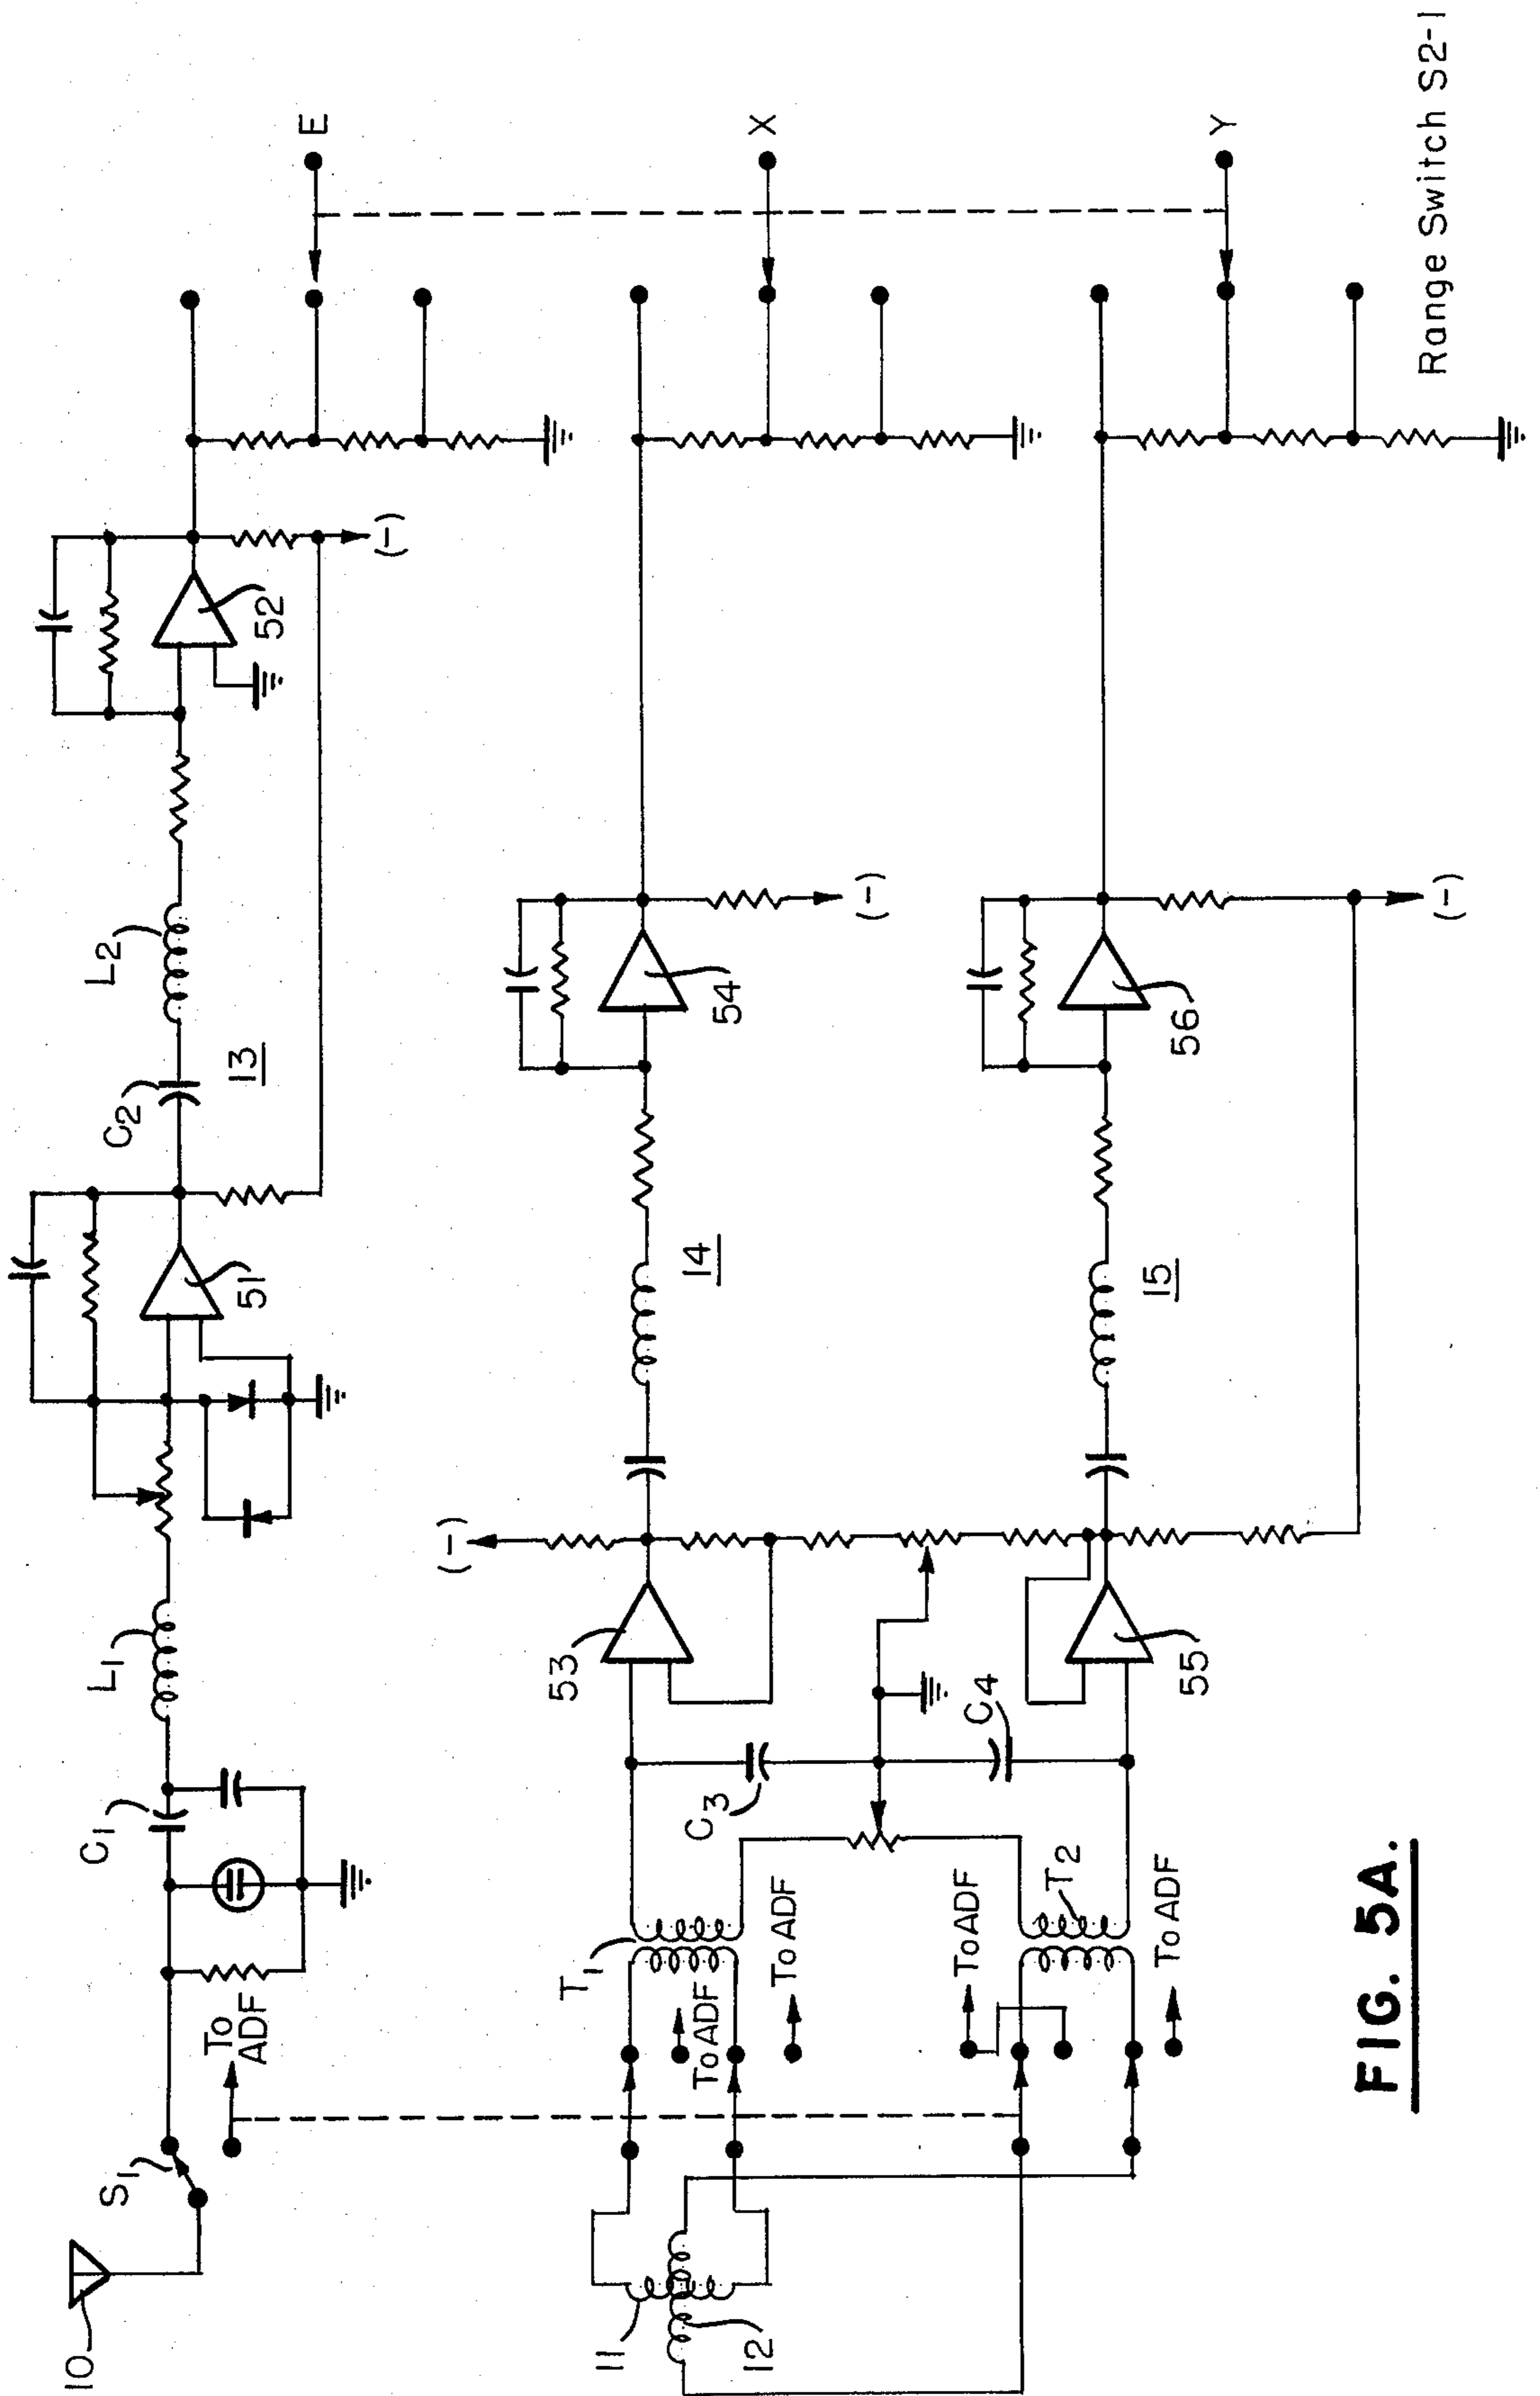 10
S1
To
ADF
C1
L1
51
C2
13
L2
52
(-)
E
11
12
T1
To ADF
To ADF
C3
53
(-)
14
54
(-)
X
To ADF
T2
To ADF
C4
55
15
56
(-)
Y
Range Switch S2-1
FIG. 5A.